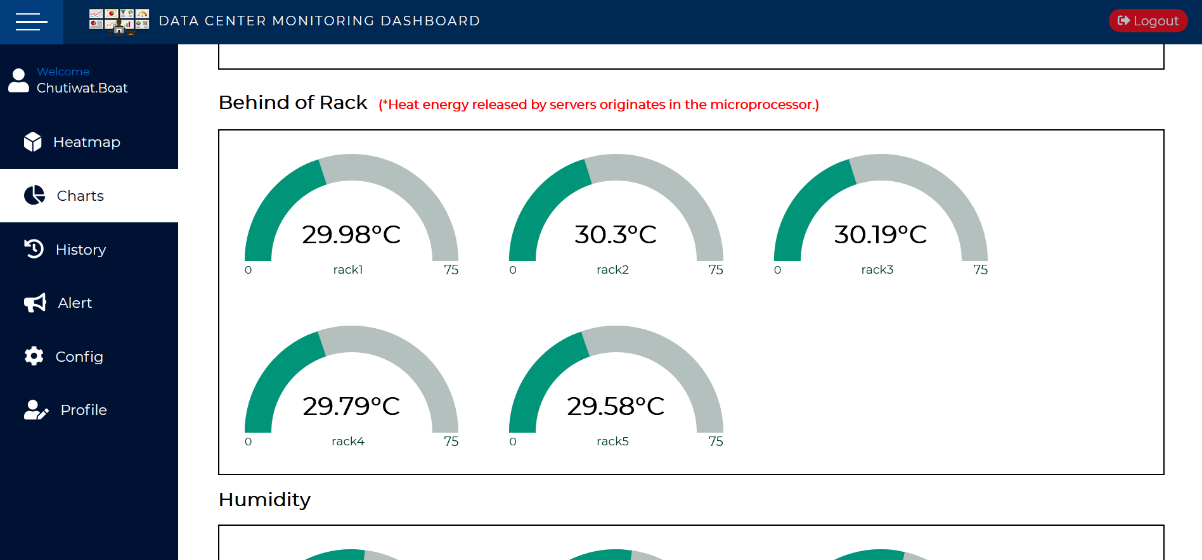 DATA CENTER MONITORING DASHBOARD
Logout
Welcome
Chutiwat.Boat
Heatmap
Charts
History
Alert
Config
Profile
Behind of Rack (*Heat energy released by servers originates in the microprocessor.)
29.98°C
0 rack1 75
30.3°C
0 rack2 75
30.19°C
0 rack3 75
29.79°C
0 rack4 75
29.58°C
0 rack5 75
Humidity